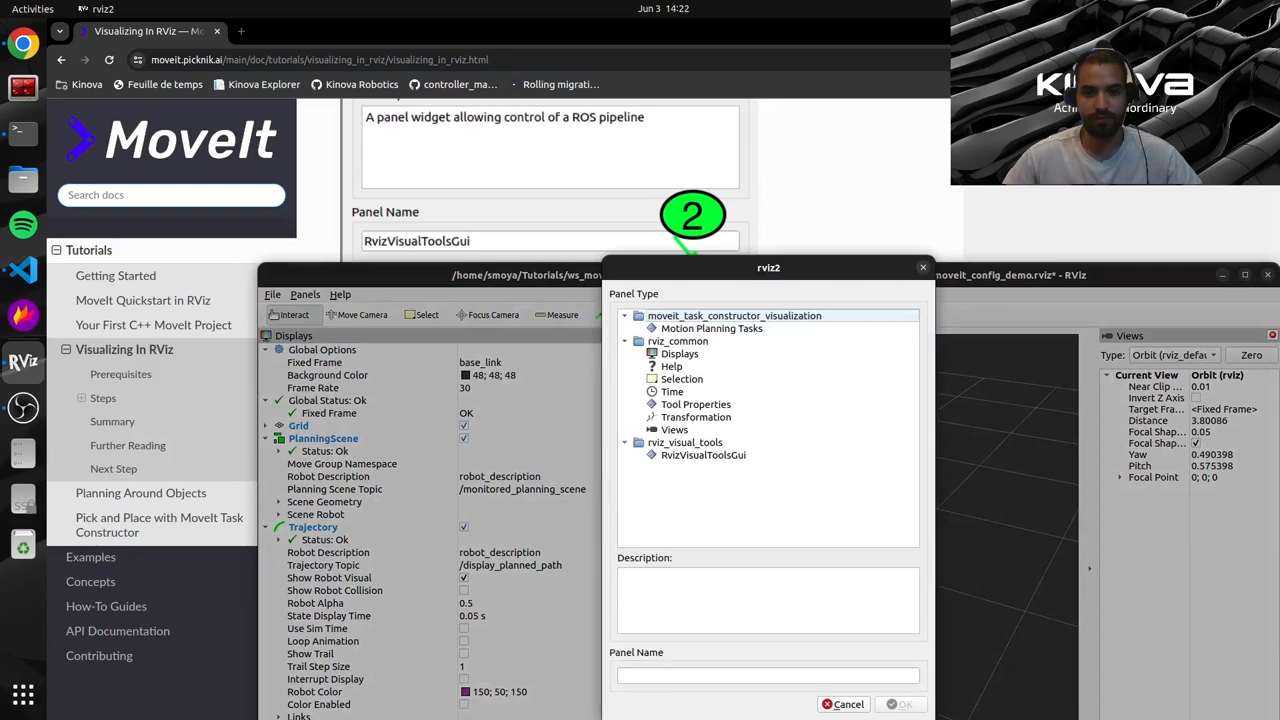 Activities
rviz2
Jun 3 14:22
Visualizing In RViz — Mo
moveit.picknik.ai/main/doc/tutorials/visualizing_in_rviz/visualizing_in_rviz.html
Kinova
Feuille de temps
Kinova Explorer
Kinova Robotics
controller_ma...
Rolling migrati...
MoveIt
Search docs
Tutorials
Getting Started
MoveIt Quickstart in RViz
Your First C++ MoveIt Project
Visualizing In RViz
Prerequisites
Steps
Summary
Further Reading
Next Step
Planning Around Objects
Pick and Place with MoveIt Task
Constructor
Examples
Concepts
How-To Guides
API Documentation
Contributing
A panel widget allowing control of a ROS pipeline
Panel Name
RvizVisualToolsGui
2
/home/smoya/Tutorials/ws_mov
moveit_config_demo.rviz* - RViz
File Panels Help
Interact Move Camera Select Focus Camera Measure
Displays
Global Options
Fixed Frame base_link
Background Color 48; 48; 48
Frame Rate 30
Global Status: Ok
Fixed Frame OK
Grid
PlanningScene
Status: Ok
Move Group Namespace
Robot Description robot_description
Planning Scene Topic /monitored_planning_scene
Scene Geometry
Scene Robot
Trajectory
Status: Ok
Robot Description robot_description
Trajectory Topic /display_planned_path
Show Robot Visual
Show Robot Collision
Robot Alpha 0.5
State Display Time 0.05 s
Use Sim Time
Loop Animation
Show Trail
Trail Step Size 1
Interrupt Display
Robot Color 150; 50; 150
Color Enabled
Links
rviz2
Panel Type
moveit_task_constructor_visualization
Motion Planning Tasks
rviz_common
Displays
Help
Selection
Time
Tool Properties
Transformation
Views
rviz_visual_tools
RvizVisualToolsGui
Description:
Panel Name
Cancel OK
Views
Type: Orbit (rviz_defau Zero
Current View Orbit (rviz)
Near Clip ... 0.01
Invert Z Axis
Target Fra... <Fixed Frame>
Distance 3.80086
Focal Shap... 0.05
Focal Shap...
Yaw 0.490398
Pitch 0.575398
Focal Point 0; 0; 0
RViz